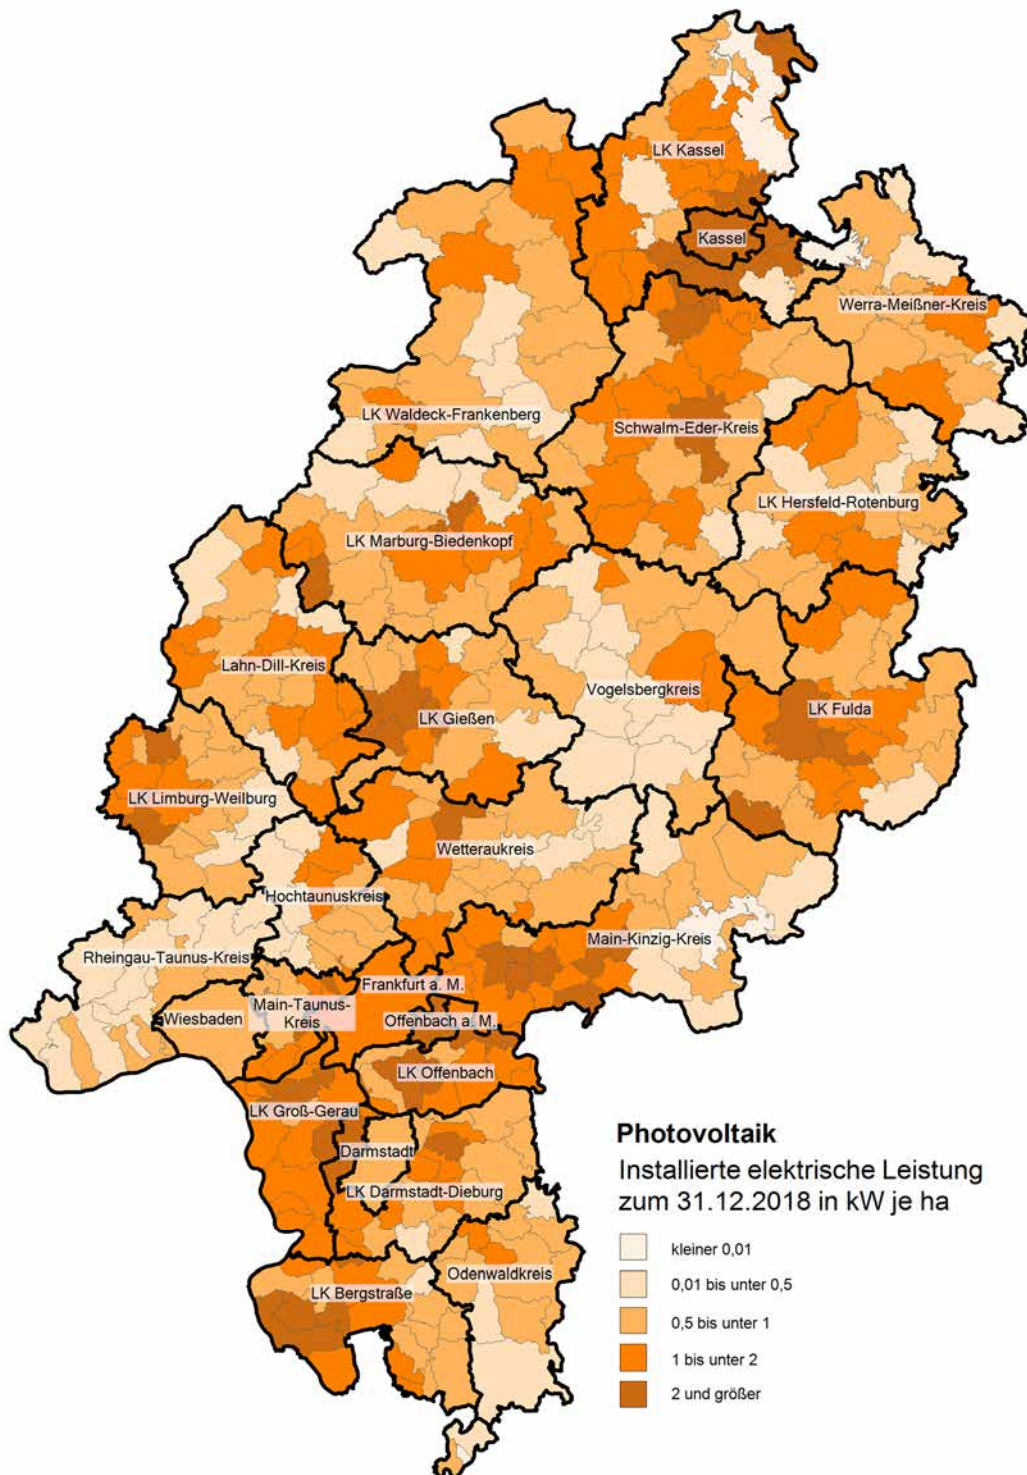 LK Kassel
Kassel
Werra-Meißner-Kreis
LK Waldeck-Frankenberg
Schwalm-Eder-Kreis
LK Hersfeld-Rotenburg
LK Marburg-Biedenkopf
Lahn-Dill-Kreis
Vogelsbergkreis
LK Fulda
LK Gießen
LK Limburg-Weilburg
Wetteraukreis
Hochtaunuskreis
Main-Kinzig-Kreis
Rheingau-Taunus-Kreis
Frankfurt a. M.
Main-Taunus-
Kreis
Wiesbaden
Offenbach a. M.
LK Offenbach
LK Groß-Gerau
Darmstadt
LK Darmstadt-Dieburg
Odenwaldkreis
LK Bergstraße
Photovoltaik
Installierte elektrische Leistung
zum 31.12.2018 in kW je ha
kleiner 0,01
0,01 bis unter 0,5
0,5 bis unter 1
1 bis unter 2
2 und größer